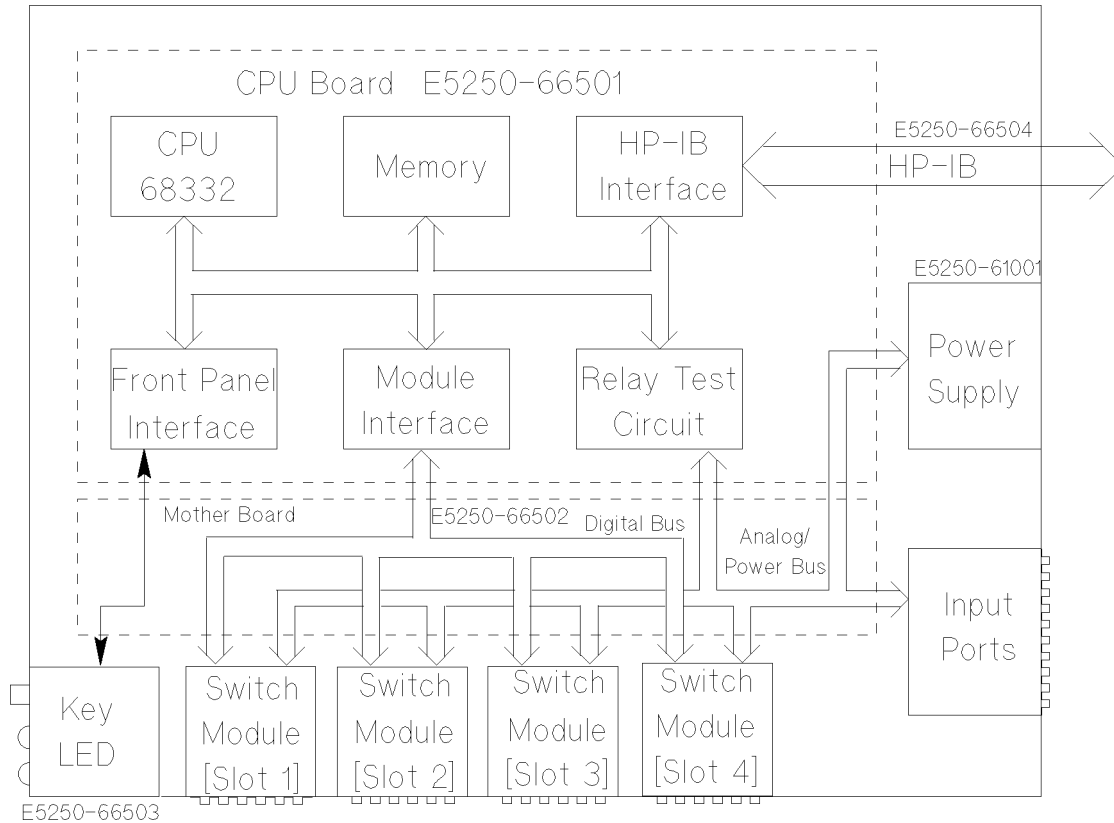 CPU Board E5250-66501
CPU
68332
Memory
HP-IB
Interface
E5250-66504
HP-IB
E5250-61001
Power
Supply
Front Panel
Interface
Module
Interface
Relay Test
Circuit
Mother Board
E5250-66502
Digital Bus
Analog/
Power Bus
Input
Ports
Key
LED
Switch
Module
[Slot 1]
Switch
Module
[Slot 2]
Switch
Module
[Slot 3]
Switch
Module
[Slot 4]
E5250-66503